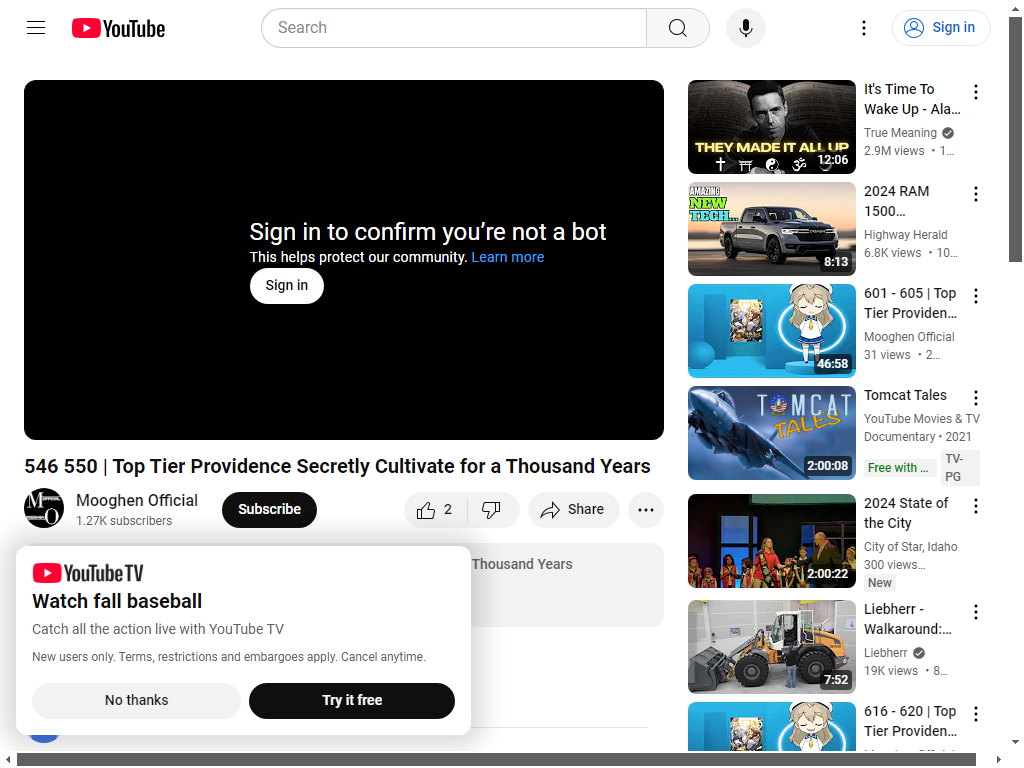 YouTube
Search
Sign in
Sign in to confirm you’re not a bot
This helps protect our community. Learn more
Sign in
546 550 | Top Tier Providence Secretly Cultivate for a Thousand Years
Mooghen Official
1.27K subscribers
Subscribe
2
Share
Thousand Years
YouTube TV
Watch fall baseball
Catch all the action live with YouTube TV
New users only. Terms, restrictions and embargoes apply. Cancel anytime.
No thanks
Try it free
THEY MADE IT ALL UP
12:06
It's Time To
Wake Up - Ala…
True Meaning
2.9M views • 1…
AMAZING
NEW
TECH...
8:13
2024 RAM
1500…
Highway Herald
6.8K views • 10…
46:58
601 - 605 | Top
Tier Providen…
Mooghen Official
31 views • 2…
TOMCAT
TALES
2:00:08
Tomcat Tales
YouTube Movies & TV
Documentary • 2021
Free with …
TV-
PG
2:00:22
2024 State of
the City
City of Star, Idaho
300 views…
New
7:52
Liebherr -
Walkaround:…
Liebherr
19K views • 8…
616 - 620 | Top
Tier Providen…